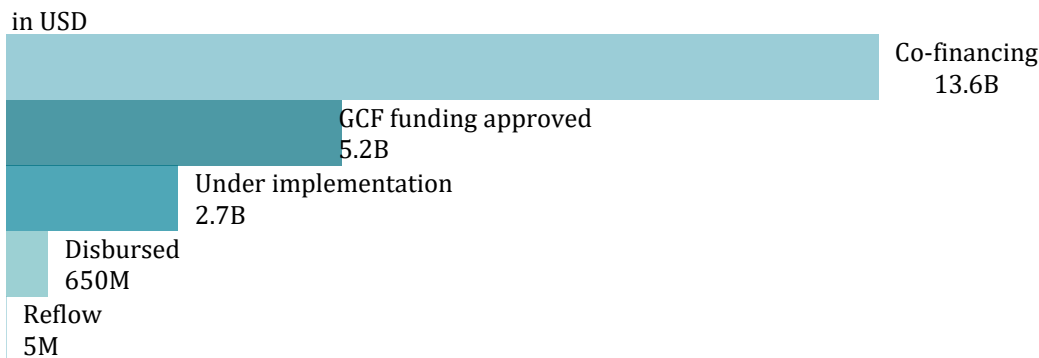 in USD
Co-financing
13.6B
GCF funding approved
5.2B
Under implementation
2.7B
Disbursed
650M
Reflow
5M